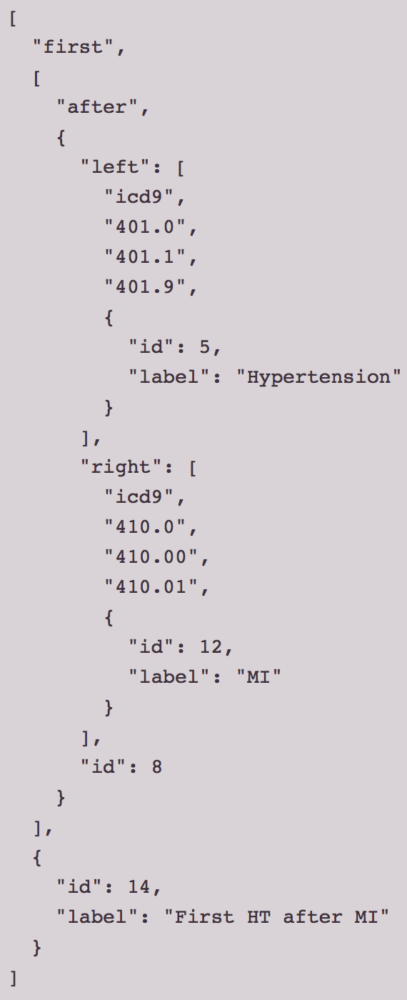 [
  "first",
  [
    "after",
    {
      "left": [
        "icd9",
        "401.0",
        "401.1",
        "401.9",
        {
          "id": 5,
          "label": "Hypertension"
        }
      ],
      "right": [
        "icd9",
        "410.0",
        "410.00",
        "410.01",
        {
          "id": 12,
          "label": "MI"
        }
      ],
      "id": 8
    }
  ],
  {
    "id": 14,
    "label": "First HT after MI"
  }
]